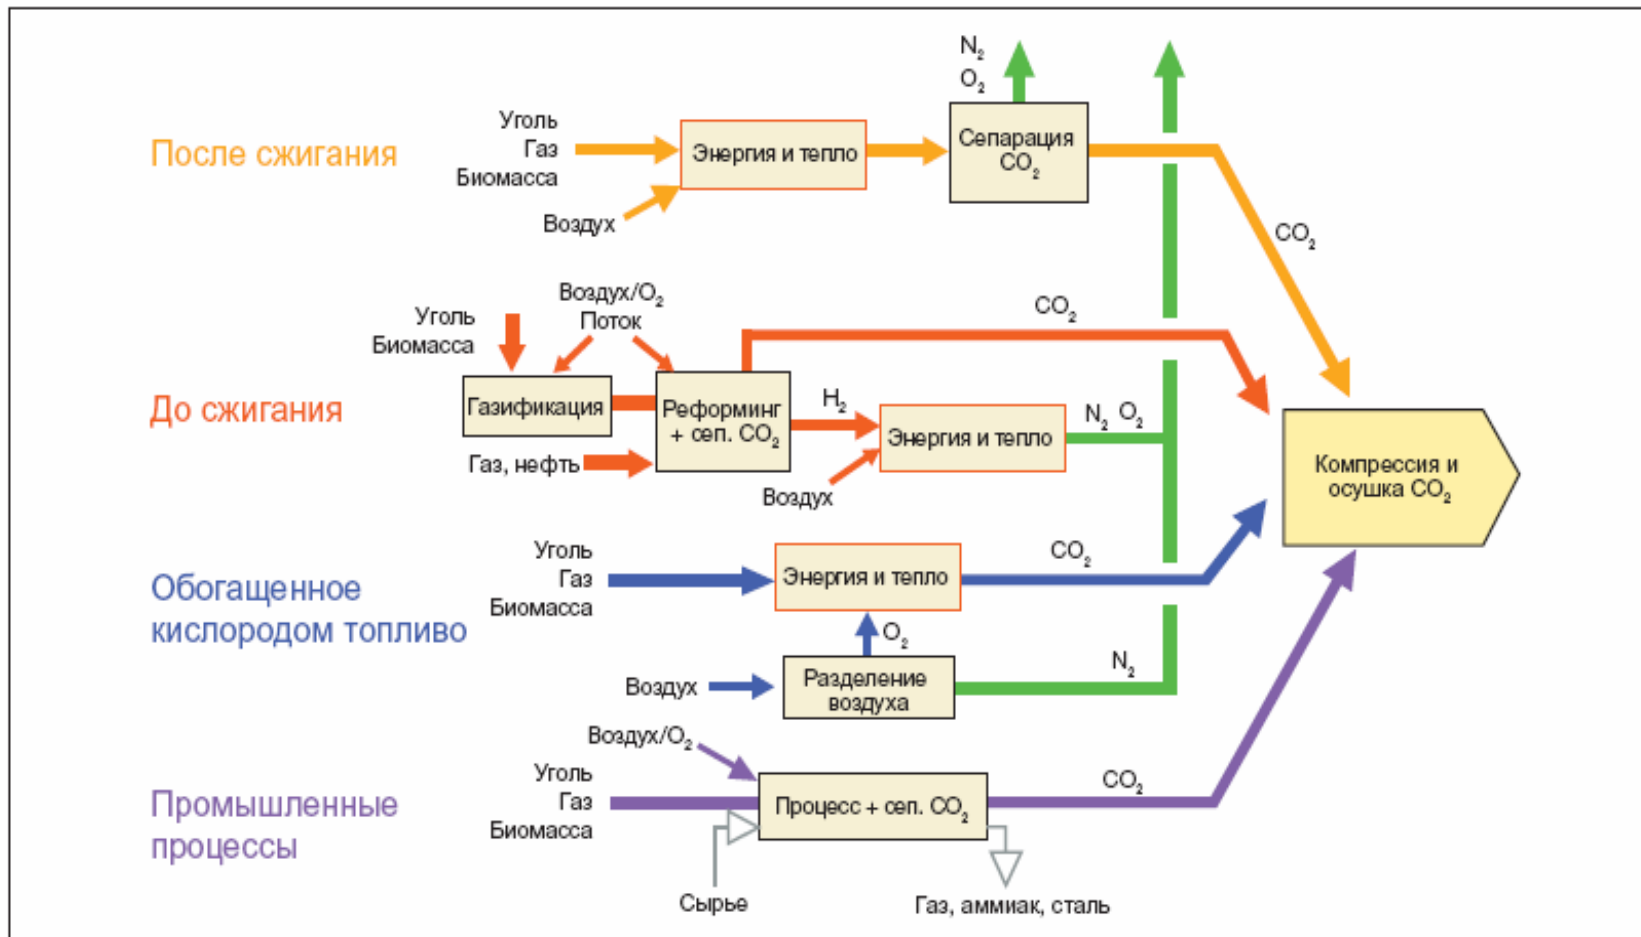 N₂
O₂
После сжигания
Уголь
Газ
Биомасса
Воздух
Энергия и тепло
Сепарация
CO₂
CO₂
До сжигания
Уголь
Биомасса
Воздух/O₂
Поток
Газификация
Газ, нефть
Реформинг
+ сеп. CO₂
CO₂
H₂
Воздух
Энергия и тепло
N₂ O₂
Компрессия и
осушка CO₂
Обогащенное
кислородом топливо
Уголь
Газ
Биомасса
Энергия и тепло
CO₂
O₂
Воздух
Разделение
воздуха
N₂
Промышленные
процессы
Воздух/O₂
Уголь
Газ
Биомасса
Процесс + сеп. CO₂
CO₂
Сырье
Газ, аммиак, сталь